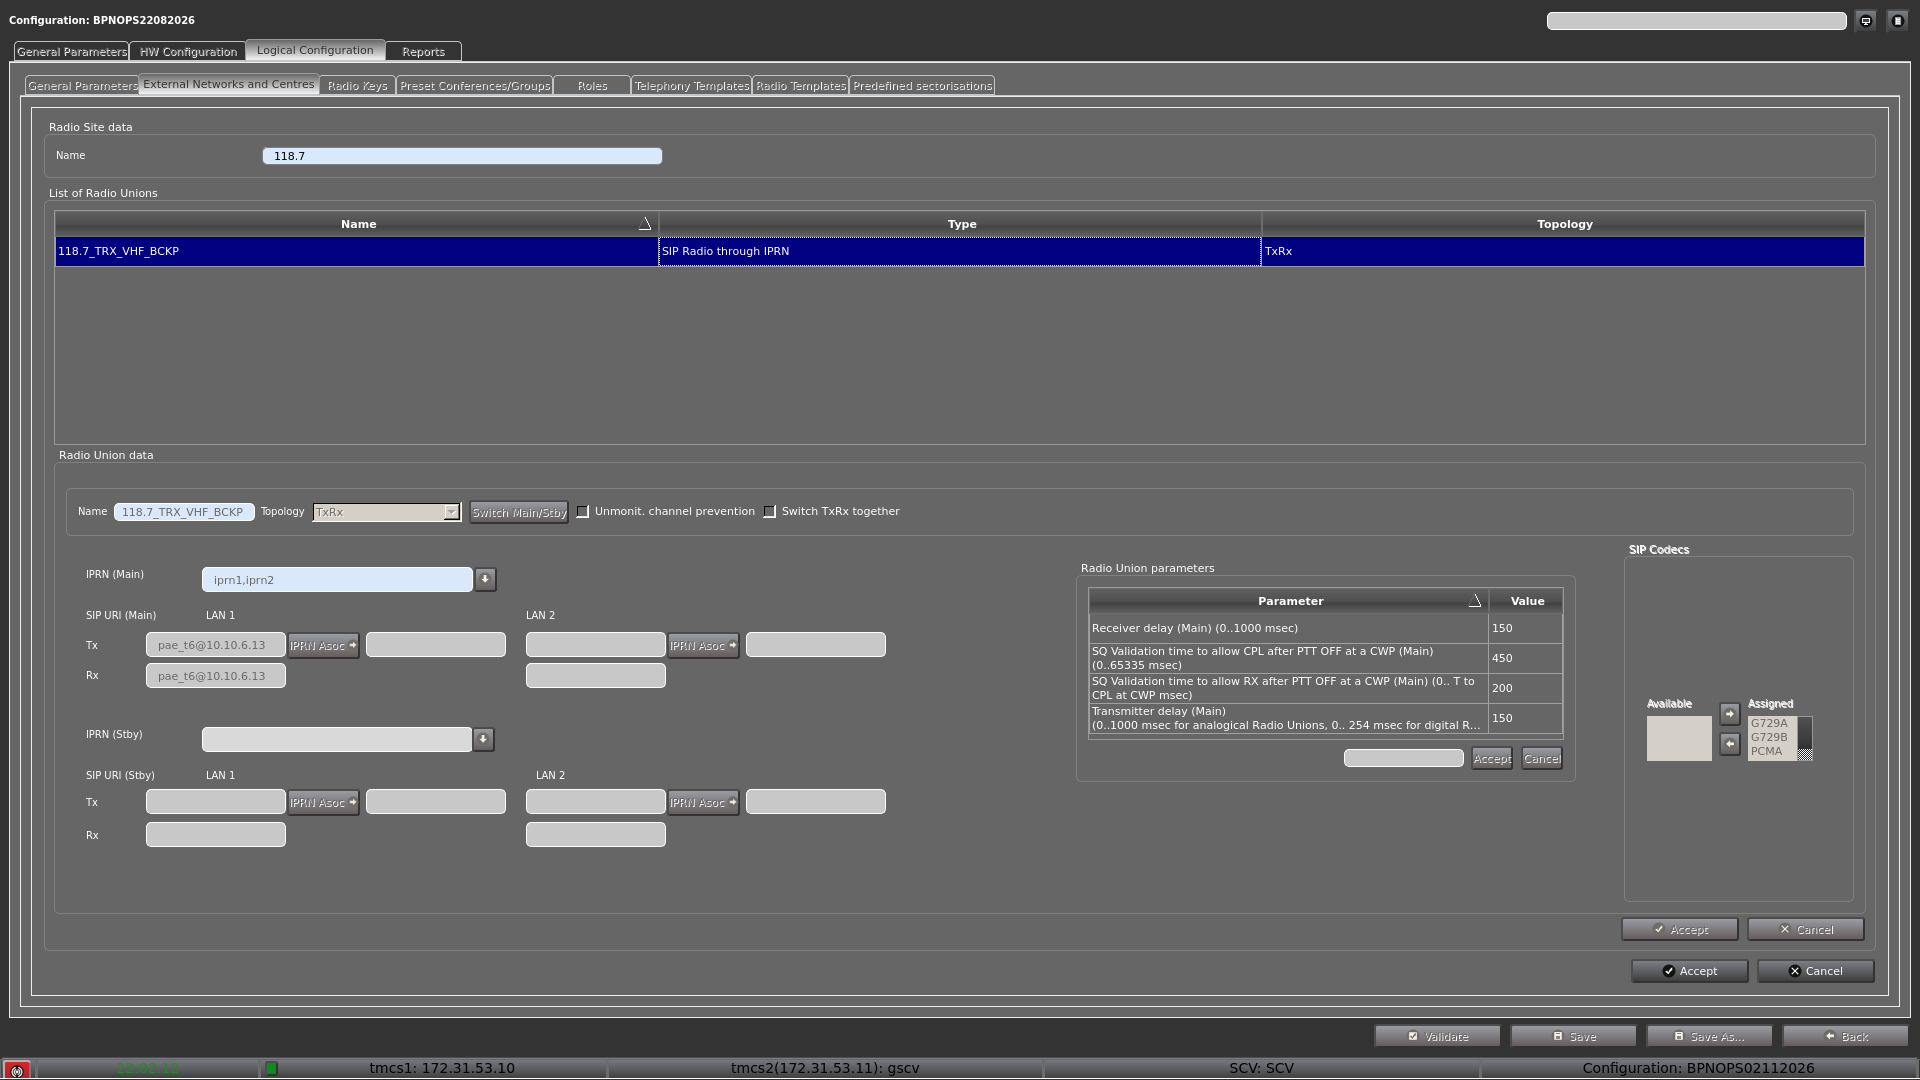 Configuration: BPNOPS22082026
General Parameters HW Configuration Logical Configuration Reports
General Parameters External Networks and Centres Radio Keys Preset Conferences/Groups Roles Telephony Templates Radio Templates Predefined sectorisations
Radio Site data
Name 118.7
List of Radio Unions
Name Type Topology
118.7_TRX_VHF_BCKP SIP Radio through IPRN TxRx
Radio Union data
Name 118.7_TRX_VHF_BCKP Topology TxRx Switch Main/Stby Unmonit. channel prevention Switch TxRx together
SIP Codecs
IPRN (Main) iprn1,iprn2
Radio Union parameters
Parameter Value
SIP URI (Main) LAN 1 LAN 2
Receiver delay (Main) (0..1000 msec) 150
Tx pae_t6@10.10.6.13 IPRN Asoc IPRN Asoc
SQ Validation time to allow CPL after PTT OFF at a CWP (Main)
(0..65335 msec) 450
Rx pae_t6@10.10.6.13
SQ Validation time to allow RX after PTT OFF at a CWP (Main) (0.. T to
CPL at CWP msec) 200
Available Assigned
Transmitter delay (Main)
(0..1000 msec for analogical Radio Unions, 0.. 254 msec for digital R... 150
G729A
G729B
PCMA
IPRN (Stby)
Accept Cancel
SIP URI (Stby) LAN 1 LAN 2
Tx IPRN Asoc IPRN Asoc
Rx
Accept Cancel
Accept Cancel
Validate Save Save As... Back
tmcs1: 172.31.53.10 tmcs2(172.31.53.11): gscv SCV: SCV Configuration: BPNOPS02112026